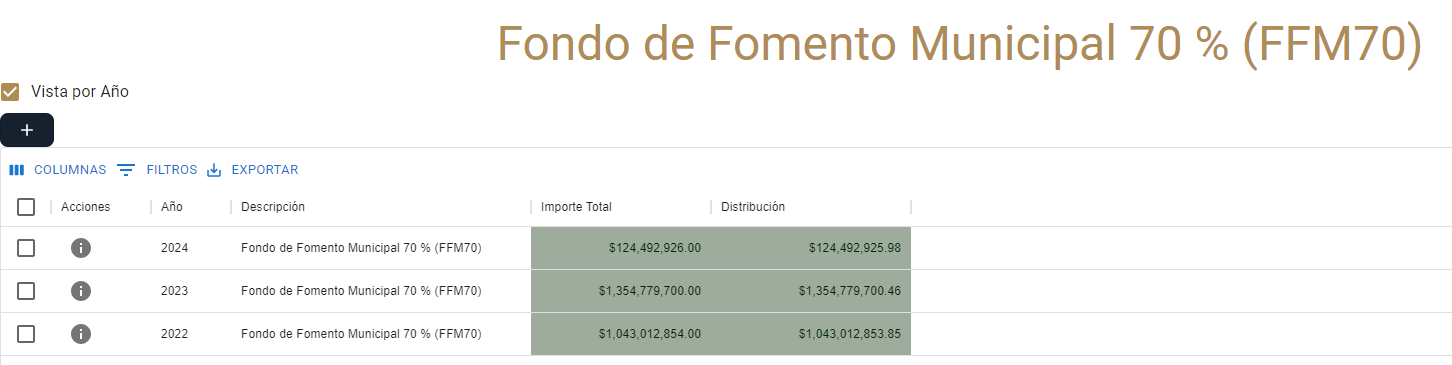 Fondo de Fomento Municipal 70 % (FFM70)
Vista por Año
+
COLUMNAS FILTROS EXPORTAR
Acciones Año Descripción Importe Total Distribución
2024 Fondo de Fomento Municipal 70 % (FFM70) $124,492,926.00 $124,492,925.98
2023 Fondo de Fomento Municipal 70 % (FFM70) $1,354,779,700.00 $1,354,779,700.46
2022 Fondo de Fomento Municipal 70 % (FFM70) $1,043,012,854.00 $1,043,012,853.85